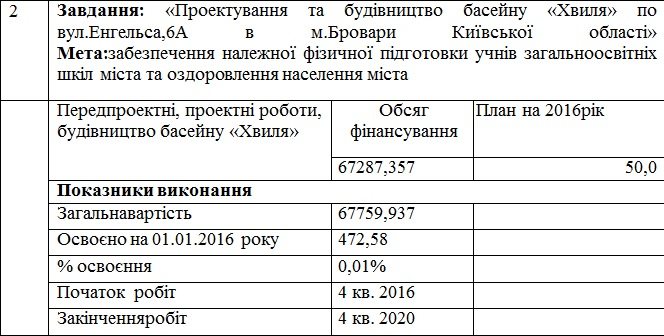 2
Завдання: «Проектування та будівництво басейну «Хвиля» по
вул.Енгельса,6А в м.Бровари Київської області»
Мета:забезпечення належної фізичної підготовки учнів загальноосвітніх
шкіл міста та оздоровлення населення міста
Передпроектні, проектні роботи, Обсяг План на 2016рік
будівництво басейну «Хвиля» фінансування
67287,357 50,0
Показники виконання
Загальнавартість 67759,937
Освоєно на 01.01.2016 року 472,58
% освоєння 0,01%
Початок робіт 4 кв. 2016
Закінченняробіт 4 кв. 2020